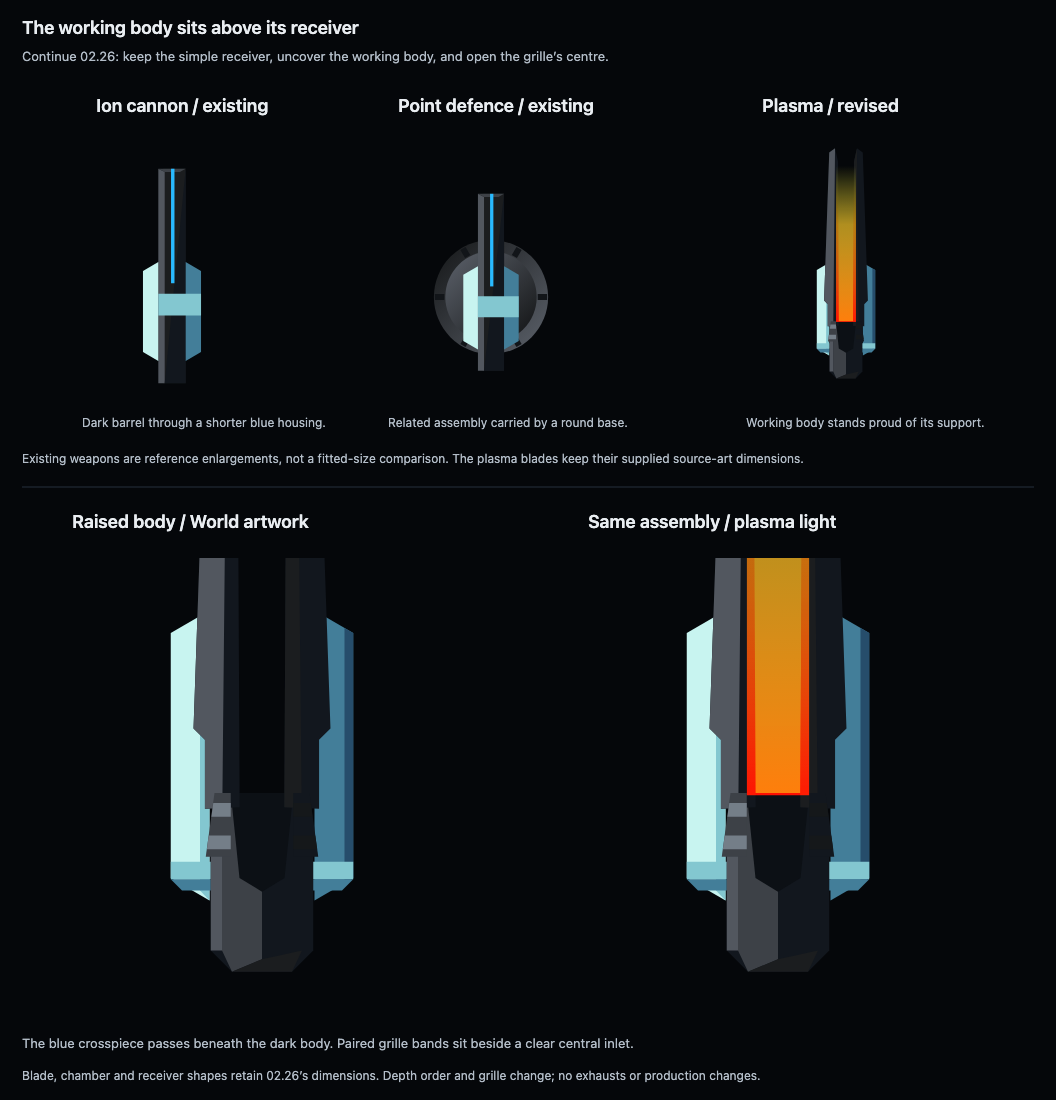 The working body sits above its receiver
Continue 02.26: keep the simple receiver, uncover the working body, and open the grille’s centre.
Ion cannon / existing
Point defence / existing
Plasma / revised
Dark barrel through a shorter blue housing.
Related assembly carried by a round base.
Working body stands proud of its support.
Existing weapons are reference enlargements, not a fitted-size comparison. The plasma blades keep their supplied source-art dimensions.
Raised body / World artwork
Same assembly / plasma light
The blue crosspiece passes beneath the dark body. Paired grille bands sit beside a clear central inlet.
Blade, chamber and receiver shapes retain 02.26’s dimensions. Depth order and grille change; no exhausts or production changes.